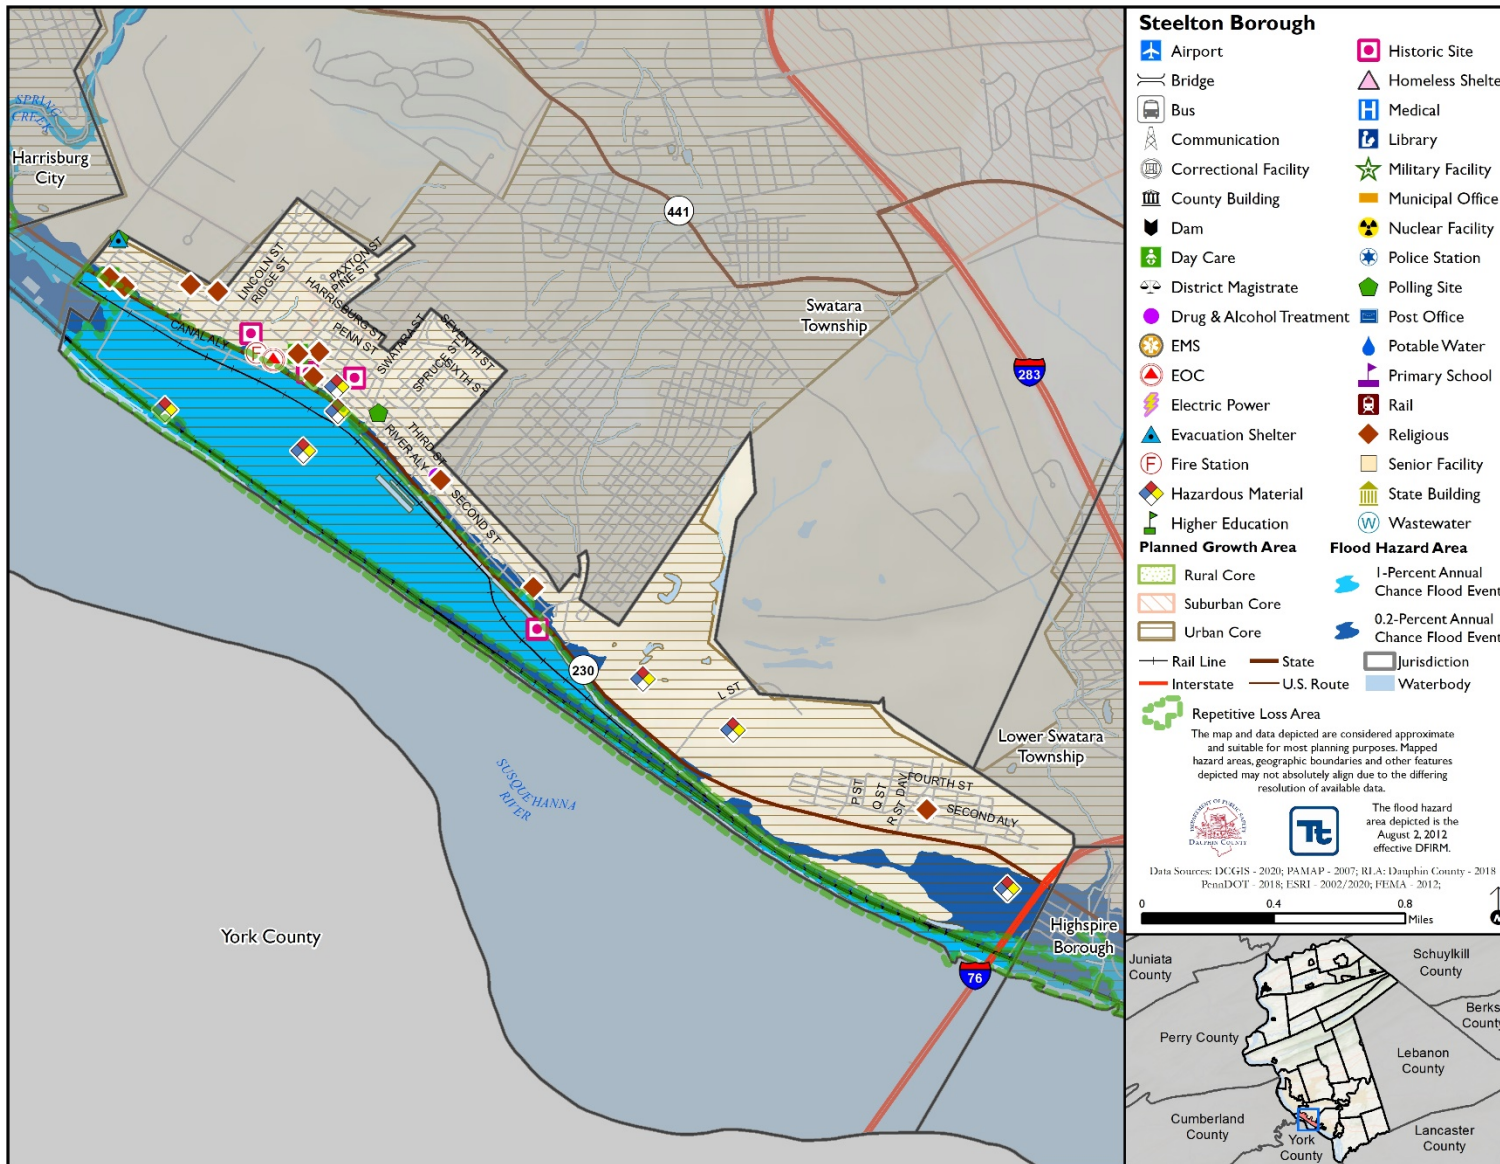 SPRING
CREEK
Harrisburg
City
LINCOLN ST
RIDGE ST
PAXTON ST
PINE ST
HARRISBURG ST
PENN ST
CANAL ALY
SWATARA ST
SEVENTH ST
SPRUCE ST
SIXTH ST
THIRD ST
RIVER ALY
SECOND ST
441
Swatara
Township
283
230
L ST
Lower Swatara
Township
P ST
Q ST
R ST
FOURTH ST
SECOND ALY
SUSQUEHANNA
RIVER
York County
Highspire
Borough
76
F
Steelton Borough
Airport
Bridge
Bus
Communication
Correctional Facility
County Building
Dam
Day Care
District Magistrate
Drug & Alcohol Treatment
EMS
EOC
Electric Power
Evacuation Shelter
F Fire Station
Hazardous Material
Higher Education
Historic Site
Homeless Shelte
H Medical
Library
Military Facility
Municipal Office
Nuclear Facility
Police Station
Polling Site
Post Office
Potable Water
Primary School
Rail
Religious
Senior Facility
State Building
W Wastewater
Planned Growth Area
Rural Core
Suburban Core
Urban Core
Flood Hazard Area
1-Percent Annual
Chance Flood Event
0.2-Percent Annual
Chance Flood Event
Rail Line
State
Jurisdiction
Interstate
U.S. Route
Waterbody
Repetitive Loss Area
The map and data depicted are considered approximate
and suitable for most planning purposes. Mapped
hazard areas, geographic boundaries and other features
depicted may not absolutely align due to the differing
resolution of available data.
DEPARTMENT OF PUBLIC SAFETY
DAUPHIN COUNTY
Tt
The flood hazard
area depicted is the
August 2, 2012
effective DFIRM.
Data Sources: DCGIS - 2020; PAMAP - 2007; RLA: Dauphin County - 2018
PennDOT - 2018; ESRI - 2002/2020; FEMA - 2012;
0 0.4 0.8
Miles
N
Juniata
County
Schuylkill
County
Berks
County
Perry County
Lebanon
County
Cumberland
County
York
County
Lancaster
County